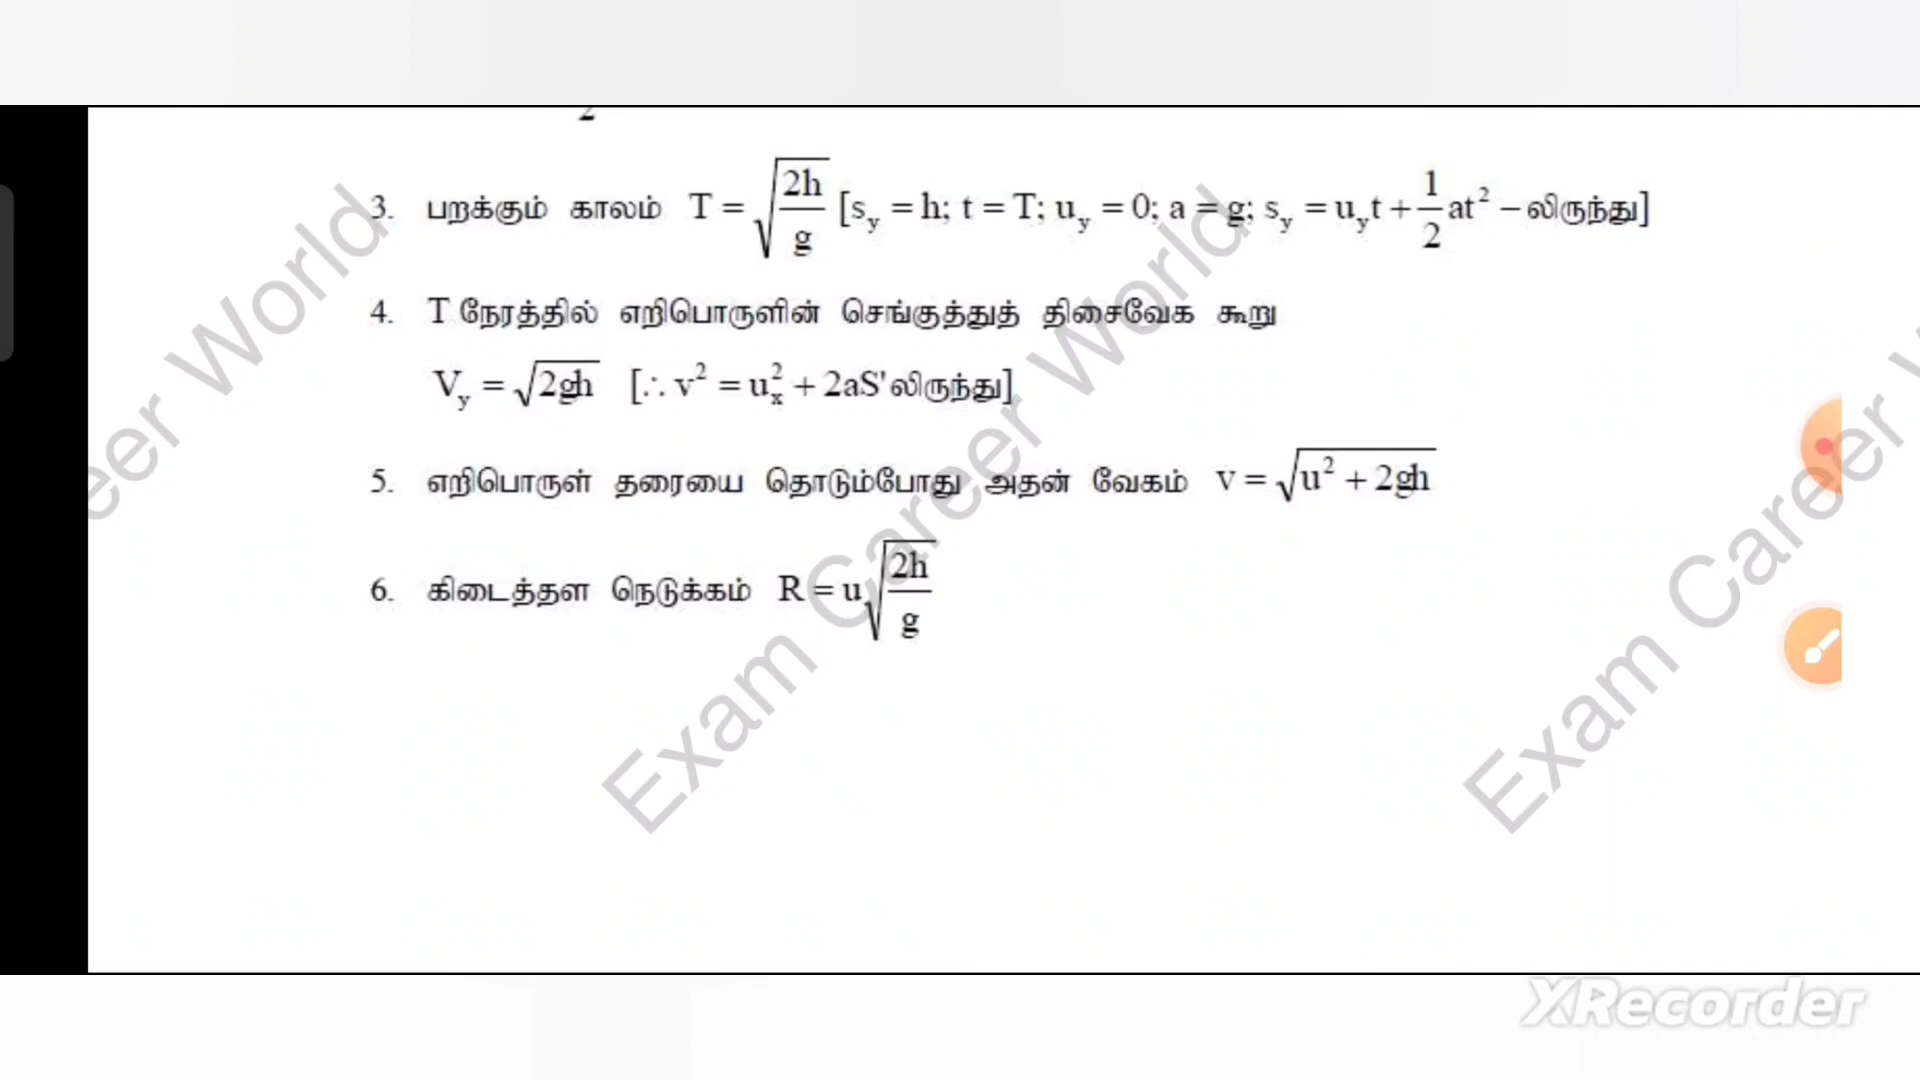 2
3. பறக்கும் காலம் T = √(2h/g) [s_y = h; t = T; u_y = 0; a = g; s_y = u_y t + 1/2 at² – லிருந்து]
4. T நேரத்தில் எறிபொருளின் செங்குத்துத் திசைவேக கூறு
V_y = √2gh [∴ v² = u_x² + 2aS' லிருந்து]
5. எறிபொருள் தரையை தொடும்போது அதன் வேகம் v = √(u² + 2gh)
6. கிடைத்தள நெடுக்கம் R = u√(2h/g)
eer World
Exam Career World
Exam Career W
XRecorder